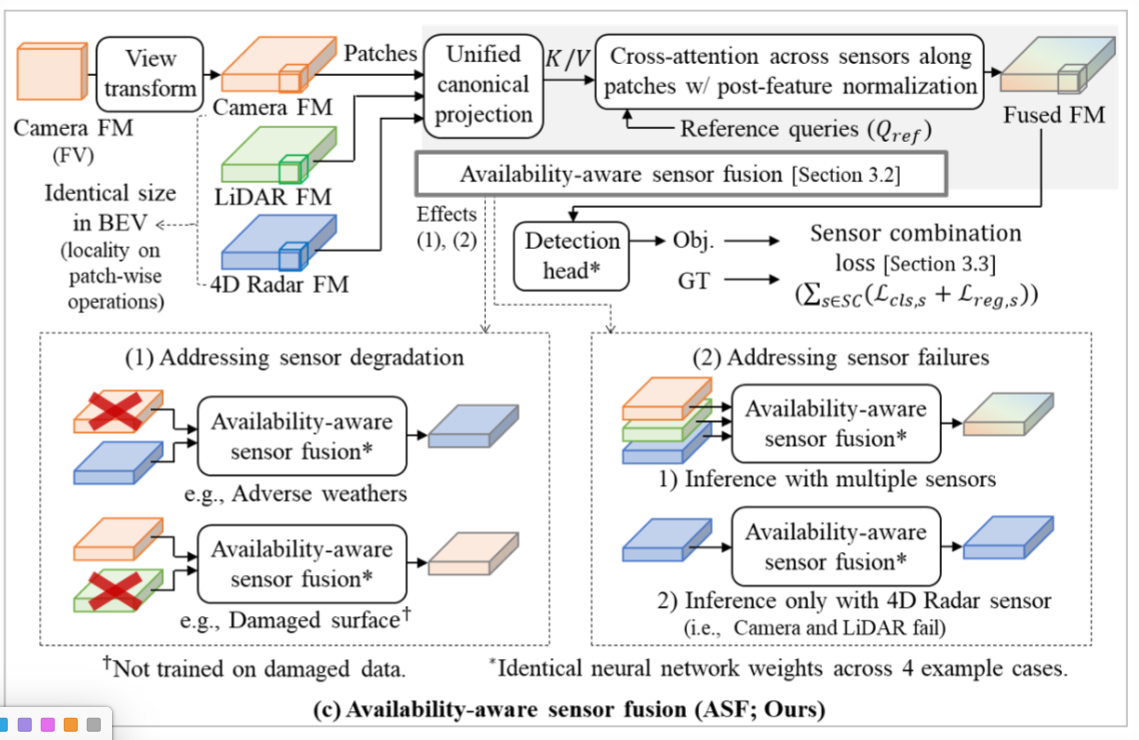 Camera FM
(FV)
View
transform
Camera FM
LiDAR FM
4D Radar FM
Identical size
in BEV
(locality on
patch-wise
operations)
Patches
Unified
canonical
projection
K/V
Cross-attention across sensors along
patches w/ post-feature normalization
Reference queries (Q_ref)
Fused FM
Availability-aware sensor fusion [Section 3.2]
Effects
(1), (2)
Detection
head*
Obj.
GT
Sensor combination
loss [Section 3.3]
(∑_{s∈SC}(ℒ_{cls,s} + ℒ_{reg,s}))
(1) Addressing sensor degradation
Availability-aware
sensor fusion*
e.g., Adverse weathers
Availability-aware
sensor fusion*
e.g., Damaged surface†
(2) Addressing sensor failures
Availability-aware
sensor fusion*
1) Inference with multiple sensors
Availability-aware
sensor fusion*
2) Inference only with 4D Radar sensor
(i.e., Camera and LiDAR fail)
†Not trained on damaged data.
*Identical neural network weights across 4 example cases.
(c) Availability-aware sensor fusion (ASF; Ours)